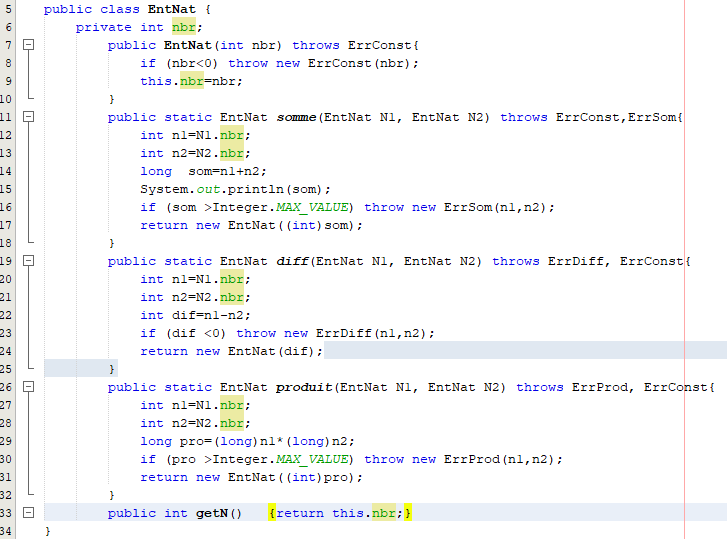 5 public class EntNat {
6 private int nbr;
7 public EntNat(int nbr) throws ErrConst{
8 if (nbr<0) throw new ErrConst(nbr);
9 this.nbr=nbr;
10 }
11 public static EntNat somme(EntNat N1, EntNat N2) throws ErrConst,ErrSom{
12 int n1=N1.nbr;
13 int n2=N2.nbr;
14 long  som=n1+n2;
15 System.out.println(som);
16 if (som >Integer.MAX_VALUE) throw new ErrSom(n1,n2);
17 return new EntNat((int)som);
18 }
19 public static EntNat diff(EntNat N1, EntNat N2) throws ErrDiff, ErrConst{
20 int n1=N1.nbr;
21 int n2=N2.nbr;
22 int dif=n1-n2;
23 if (dif <0) throw new ErrDiff(n1,n2);
24 return new EntNat(dif);
25 }
26 public static EntNat produit(EntNat N1, EntNat N2) throws ErrProd, ErrConst{
27 int n1=N1.nbr;
28 int n2=N2.nbr;
29 long pro=(long)n1*(long)n2;
30 if (pro >Integer.MAX_VALUE) throw new ErrProd(n1,n2);
31 return new EntNat((int)pro);
32 }
33 public int getN()   {return this.nbr;}
34 }